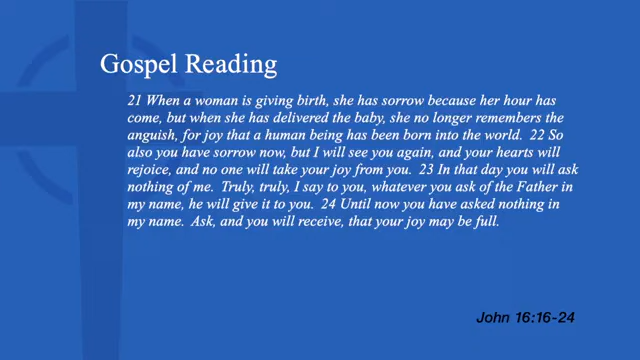 Gospel Reading
21 When a woman is giving birth, she has sorrow because her hour has
come, but when she has delivered the baby, she no longer remembers the
anguish, for joy that a human being has been born into the world.  22 So
also you have sorrow now, but I will see you again, and your hearts will
rejoice, and no one will take your joy from you.  23 In that day you will ask
nothing of me.  Truly, truly, I say to you, whatever you ask of the Father in
my name, he will give it to you.  24 Until now you have asked nothing in
my name.  Ask, and you will receive, that your joy may be full.
John 16:16-24